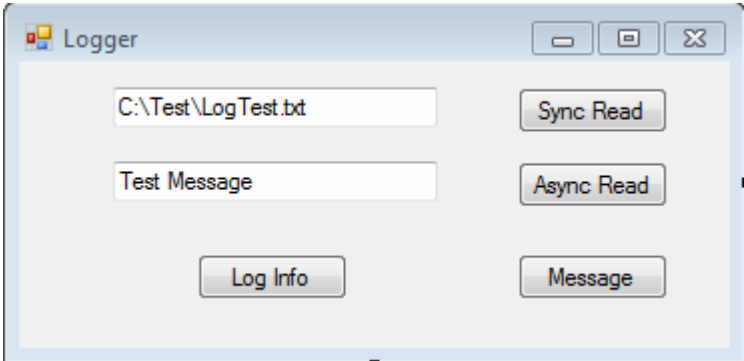 Logger
C:\Test\LogTest.txt
Sync Read
Test Message
Async Read
Log Info
Message